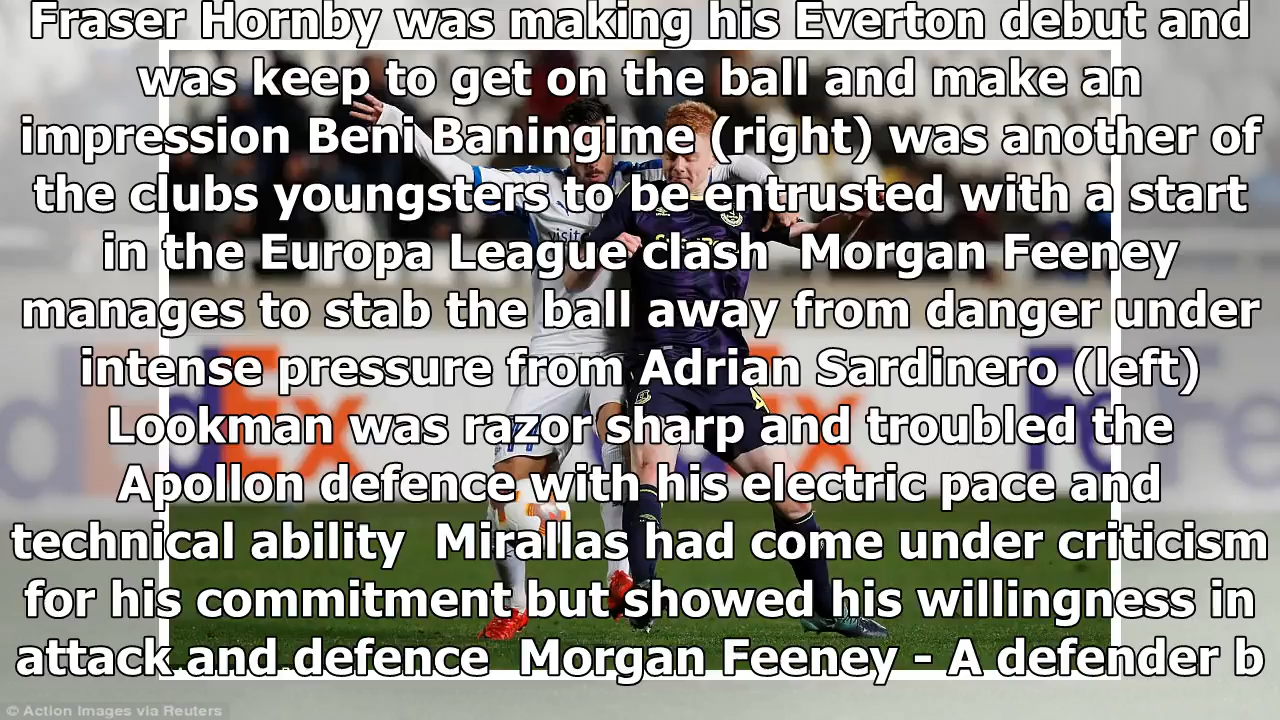 Fraser Hornby was making his Everton debut and
was keep to get on the ball and make an
impression Beni Baningime (right) was another of
the clubs youngsters to be entrusted with a start
in the Europa League clash  Morgan Feeney
manages to stab the ball away from danger under
intense pressure from Adrian Sardinero (left)
Lookman was razor sharp and troubled the
Apollon defence with his electric pace and
technical ability  Mirallas had come under criticism
for his commitment but showed his willingness in
attack and defence  Morgan Feeney - A defender b
© Action Images via Reuters